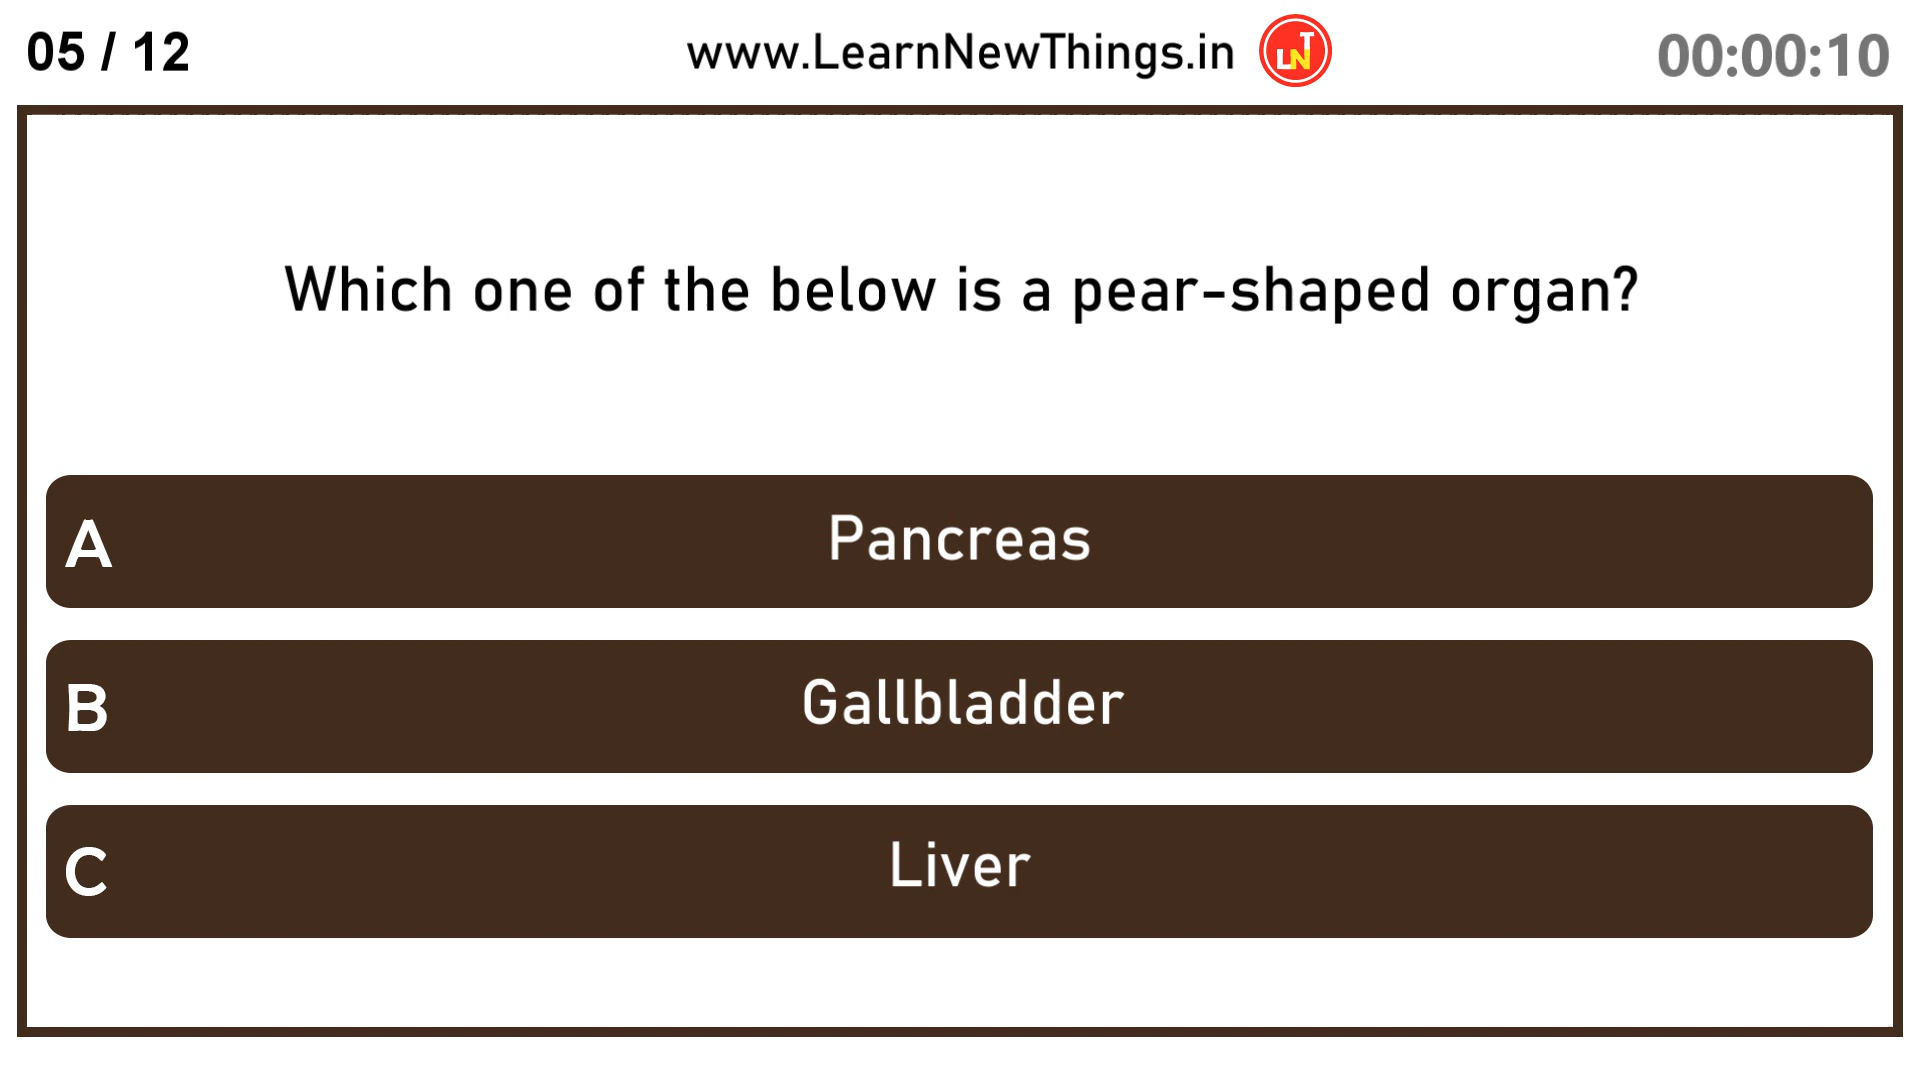 05 / 12
www.LearnNewThings.in
LNT
00:00:10
Which one of the below is a pear-shaped organ?
A Pancreas
B Gallbladder
C Liver